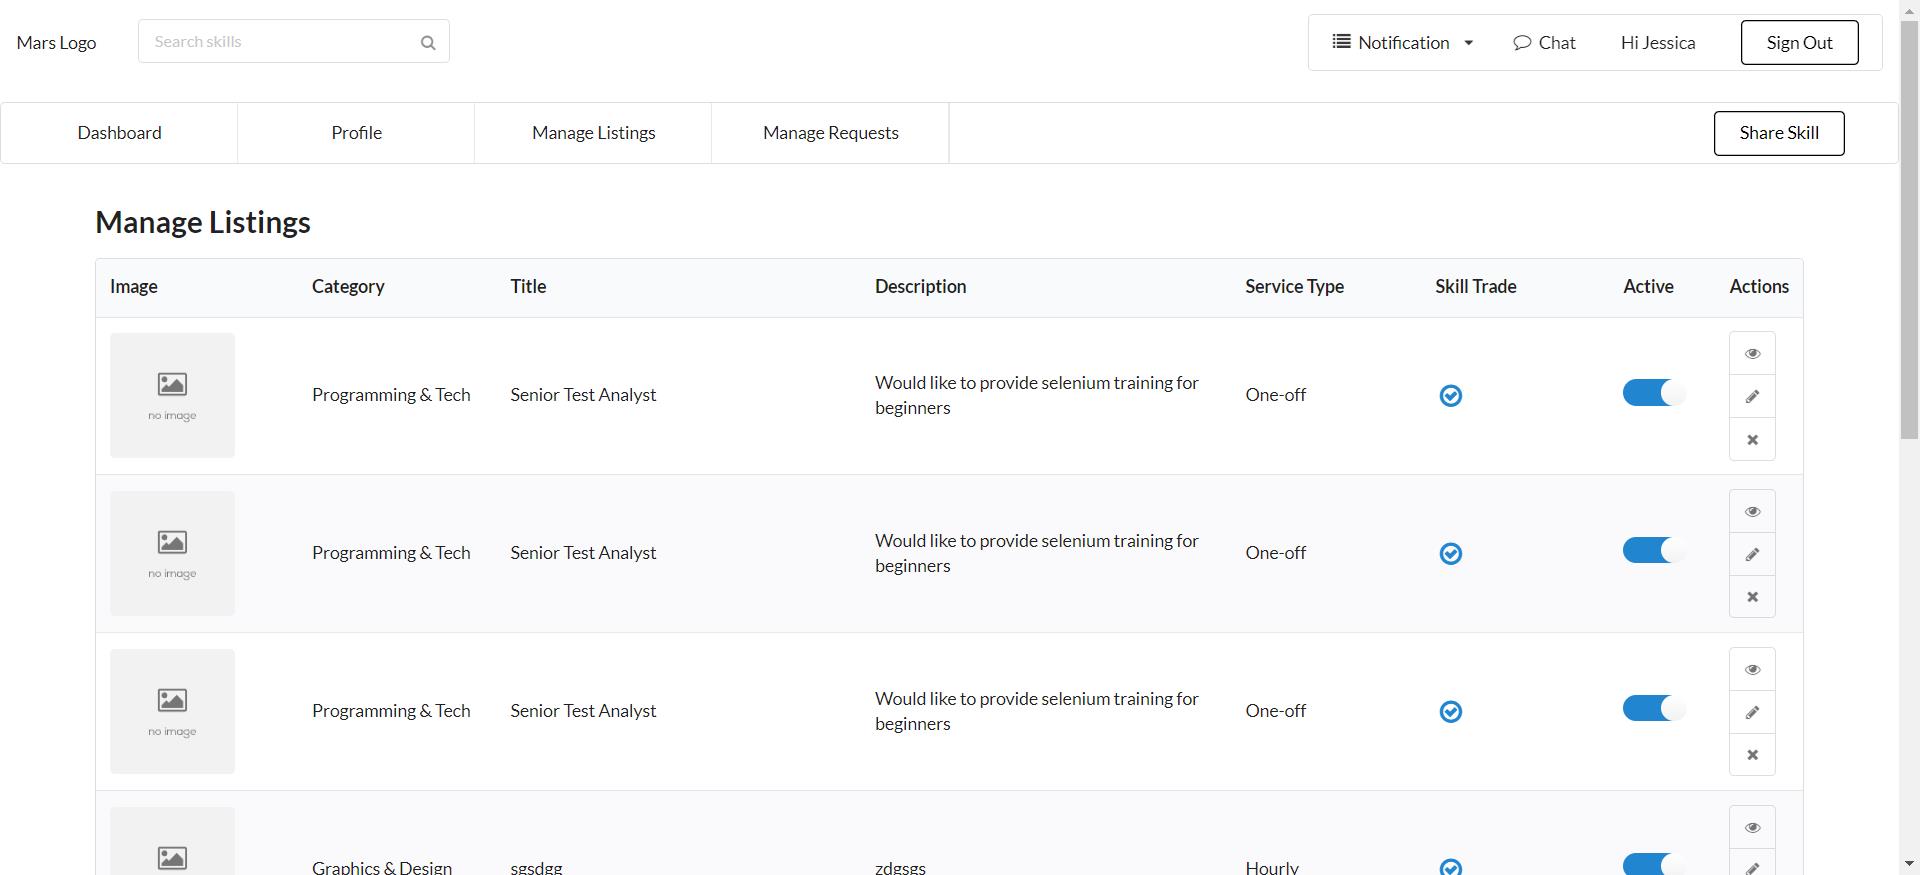 Mars Logo
Search skills
Notification
Chat
Hi Jessica
Sign Out
Dashboard
Profile
Manage Listings
Manage Requests
Share Skill
Manage Listings
Image
Category
Title
Description
Service Type
Skill Trade
Active
Actions
no image
Programming & Tech
Senior Test Analyst
Would like to provide selenium training for
beginners
One-off
no image
Programming & Tech
Senior Test Analyst
Would like to provide selenium training for
beginners
One-off
no image
Programming & Tech
Senior Test Analyst
Would like to provide selenium training for
beginners
One-off
Graphics & Design
sgsdgg
zdgsgs
Hourly